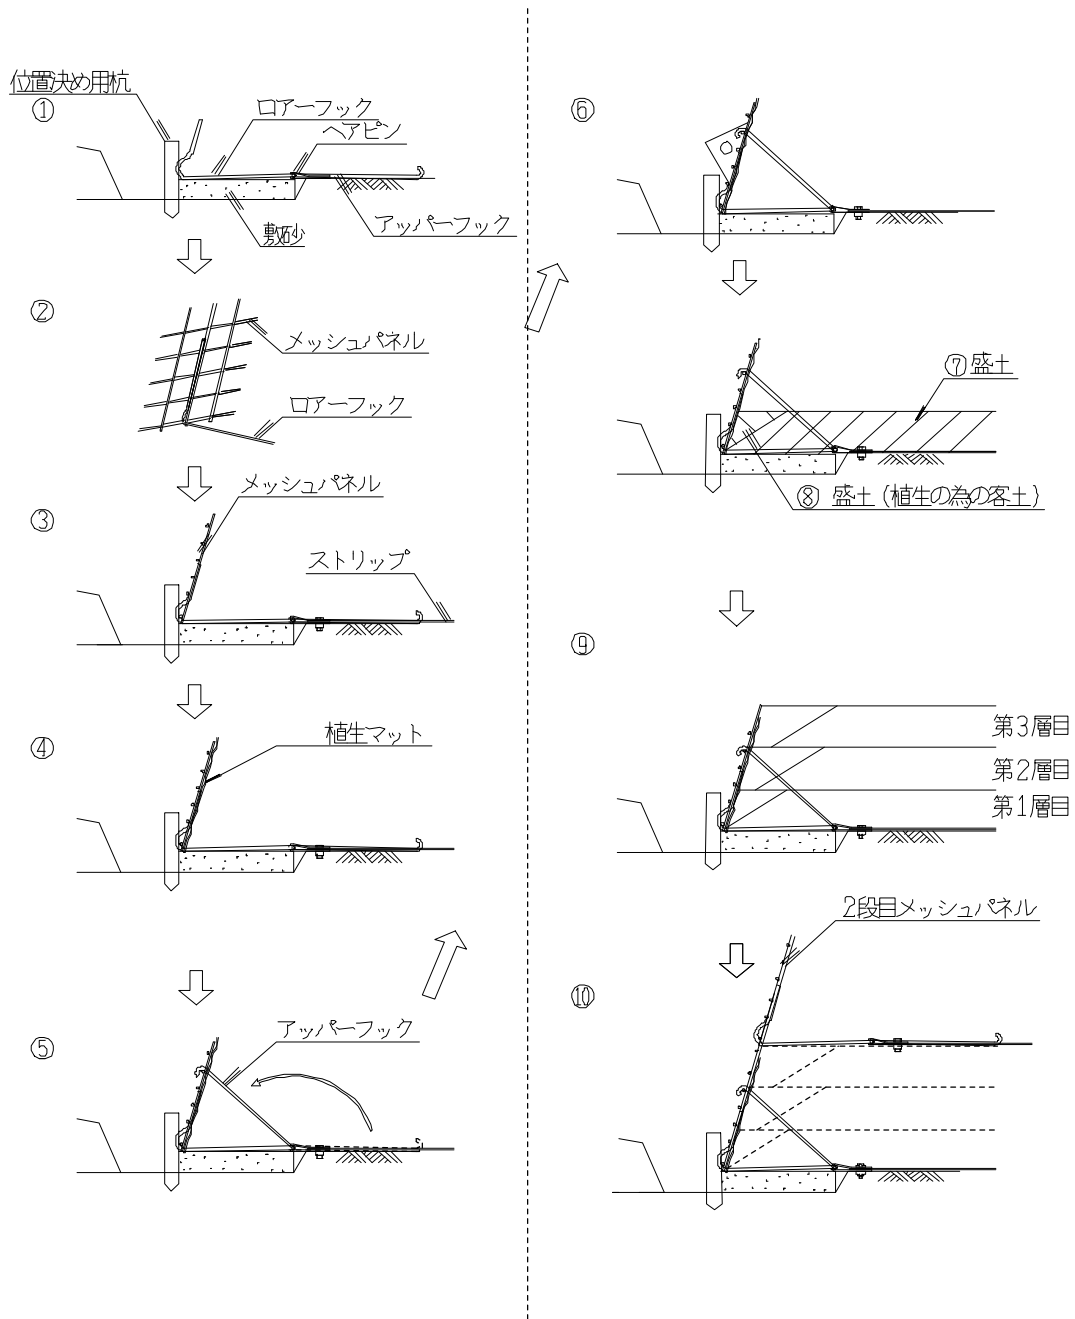 位置決め用杭
①
ロアーフック
ヘアピン
アッパーフック
敷砂
②
メッシュパネル
ロアーフック
③
メッシュパネル
ストリップ
④
植生マット
⑤
アッパーフック
⑥
⑦盛土
⑧ 盛土(植生の為の客土)
⑨
第3層目
第2層目
第1層目
2段目メッシュパネル
⑩